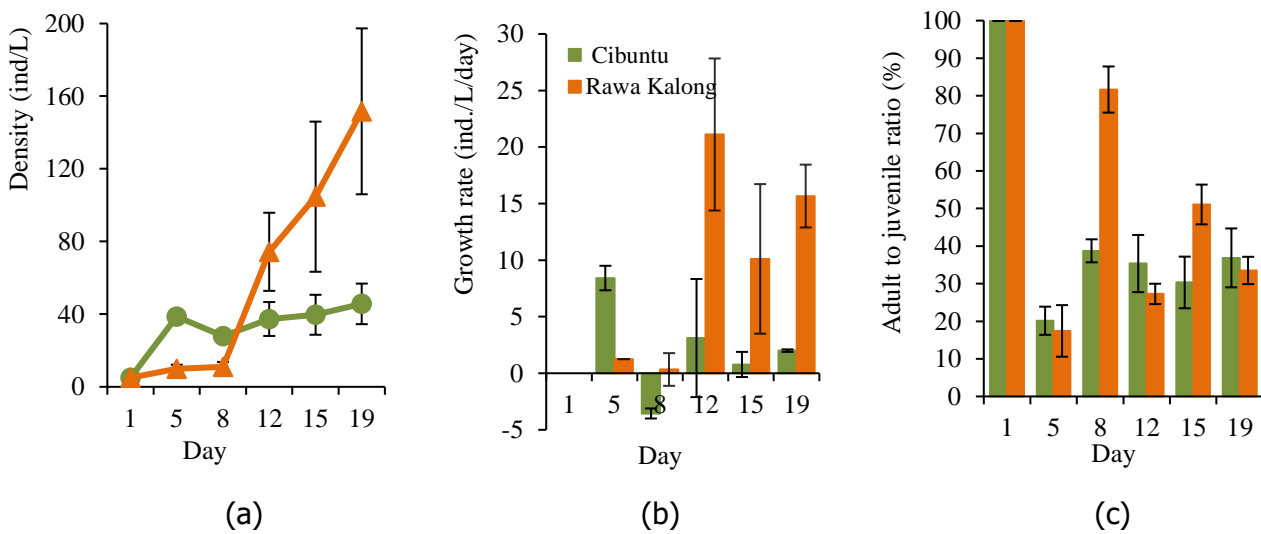 Density (ind/L)
200
160
120
80
40
0
1 5 8 12 15 19
Day
(a)
Growth rate (ind./L/day)
30
25
20
15
10
5
0
-5
Cibuntu
Rawa Kalong
1 5 8 12 15 19
Day
(b)
Adult to juvenile ratio (%)
100
90
80
70
60
50
40
30
20
10
0
1 5 8 12 15 19
Day
(c)